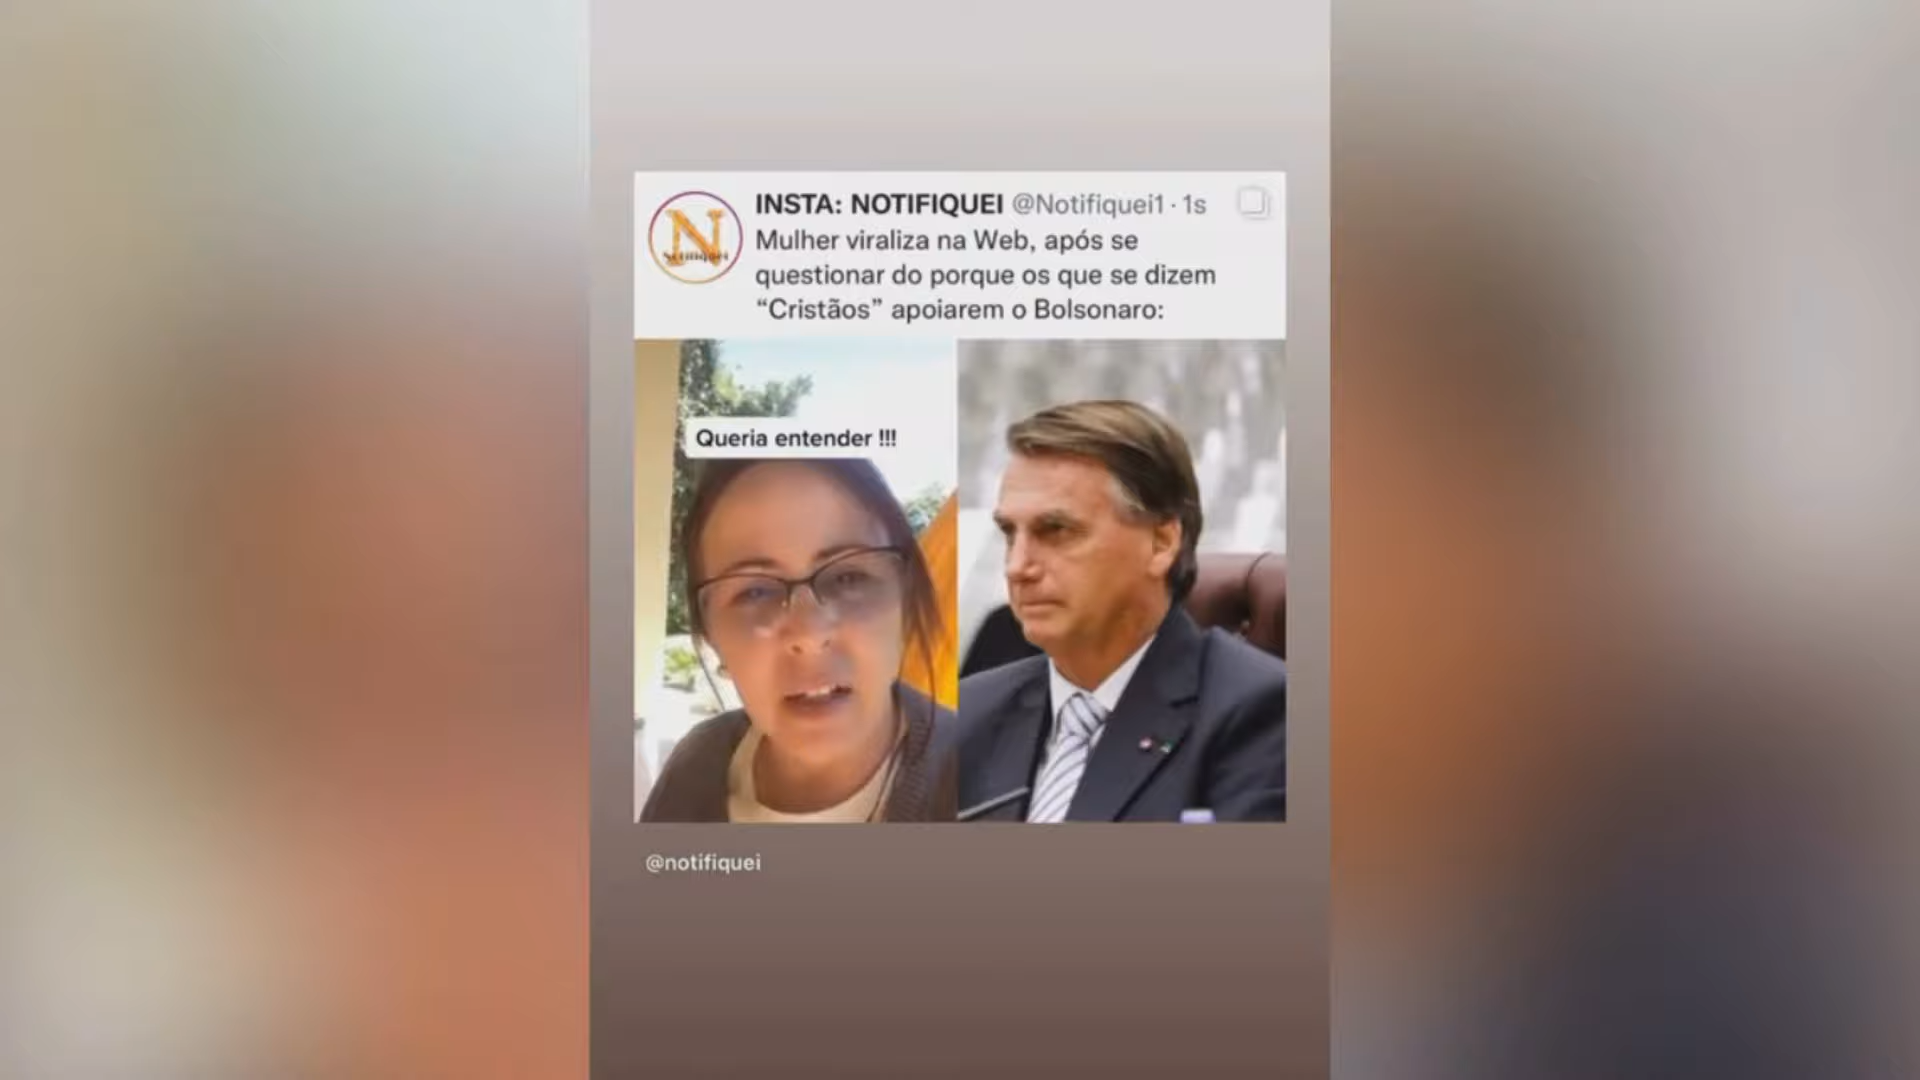 INSTA: NOTIFIQUEI @Notifiquei1 · 1s
Mulher viraliza na Web, após se
questionar do porque os que se dizem
“Cristãos” apoiarem o Bolsonaro:
N
Notifiquei
Queria entender !!!
@notifiquei